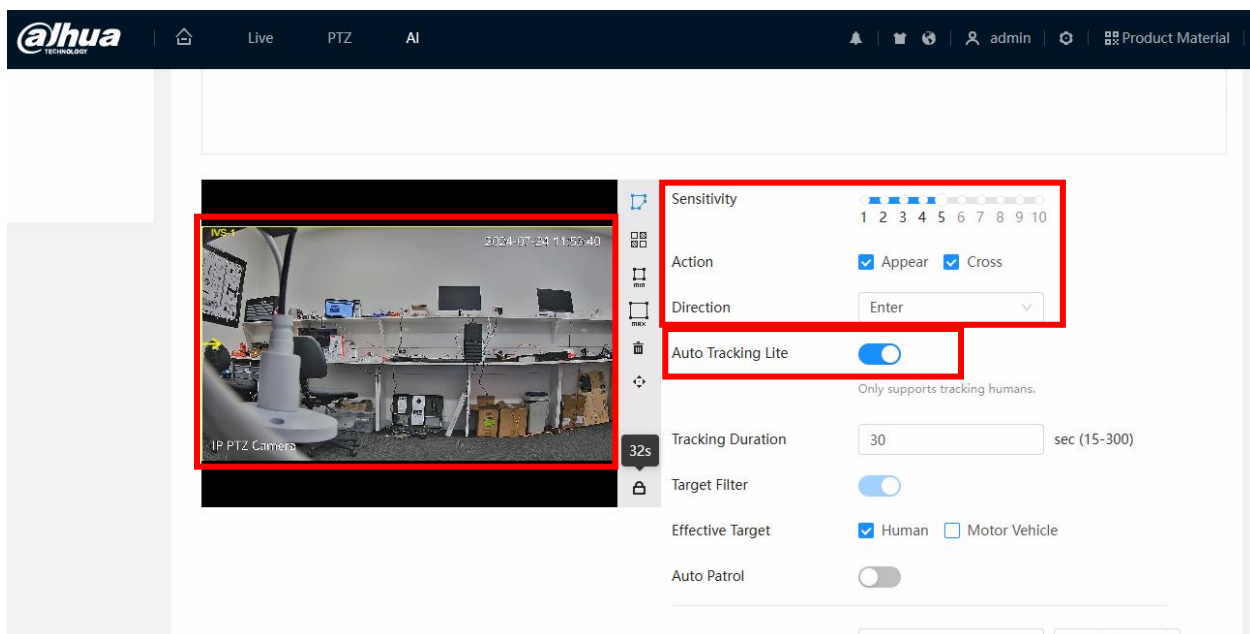 alhua
TECHNOLOGY
Live PTZ AI admin Product Material
Sensitivity
1 2 3 4 5 6 7 8 9 10
IVS-1
2024-07-24 11:53:40
Action Appear Cross
min
Direction Enter
max
Auto Tracking Lite
Only supports tracking humans.
IP PTZ Camera
Tracking Duration 30 sec (15-300)
32s
Target Filter
Effective Target Human Motor Vehicle
Auto Patrol